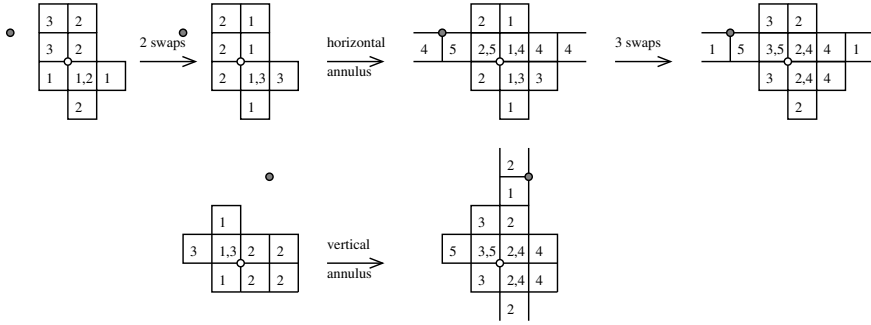 3 2 2 1 2 1 3 2
3 2 2 swaps 2 1 horizontal 4 5 2,5 1,4 4 4 3 swaps 1 5 3,5 2,4 4 1
1 1,2 1 2 1,3 3 annulus 2 1,3 3 3 2,4 4
2 1 1 2
2
1
1 3 2
3 1,3 2 2 vertical 5 3,5 2,4 4
1 2 2 annulus 3 2,4 4
2